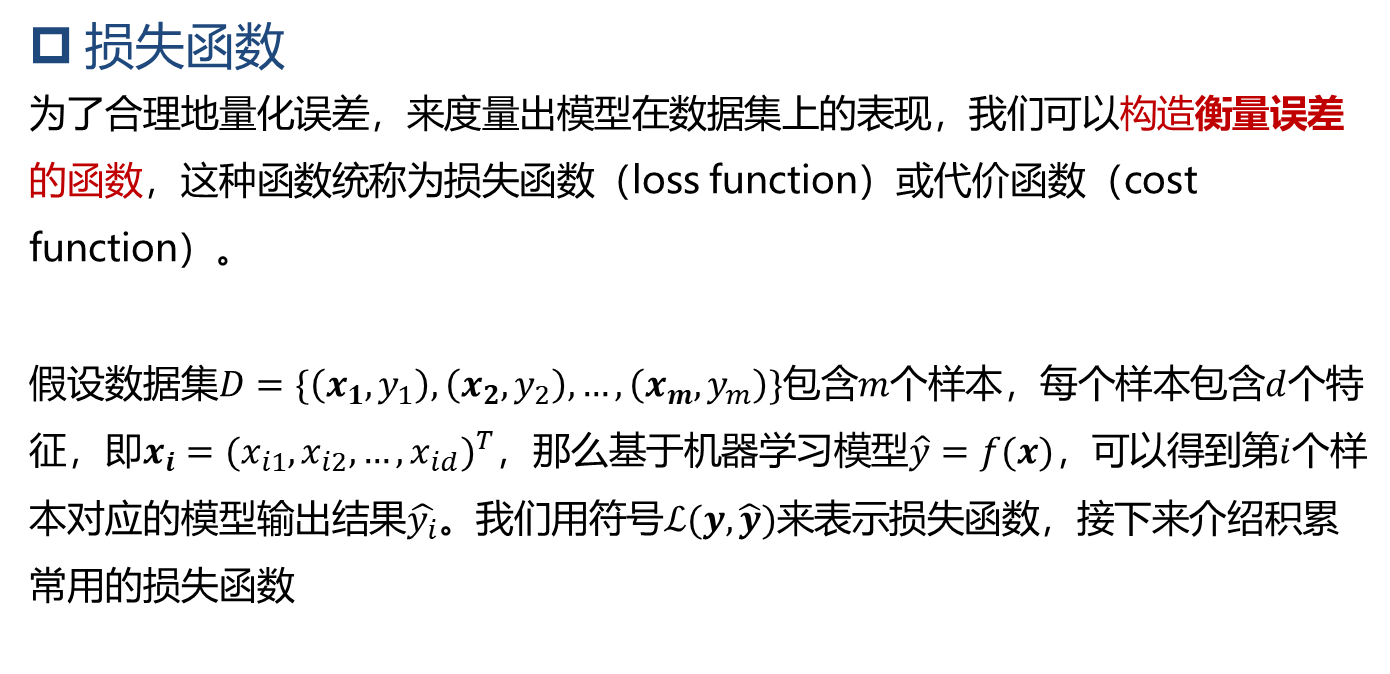 损失函数
为了合理地量化误差，来度量出模型在数据集上的表现，我们可以构造衡量误差
的函数，这种函数统称为损失函数（loss function）或代价函数（cost
function）。
假设数据集D = {(x₁, y₁), (x₂, y₂), …, (xₘ, yₘ)}包含m个样本，每个样本包含d个特
征，即xᵢ = (xᵢ₁, xᵢ₂, …, x_{id})ᵀ，那么基于机器学习模型ŷ = f(x)，可以得到第i个样
本对应的模型输出结果ŷᵢ。我们用符号ℒ(y, ŷ)来表示损失函数，接下来介绍积累
常用的损失函数